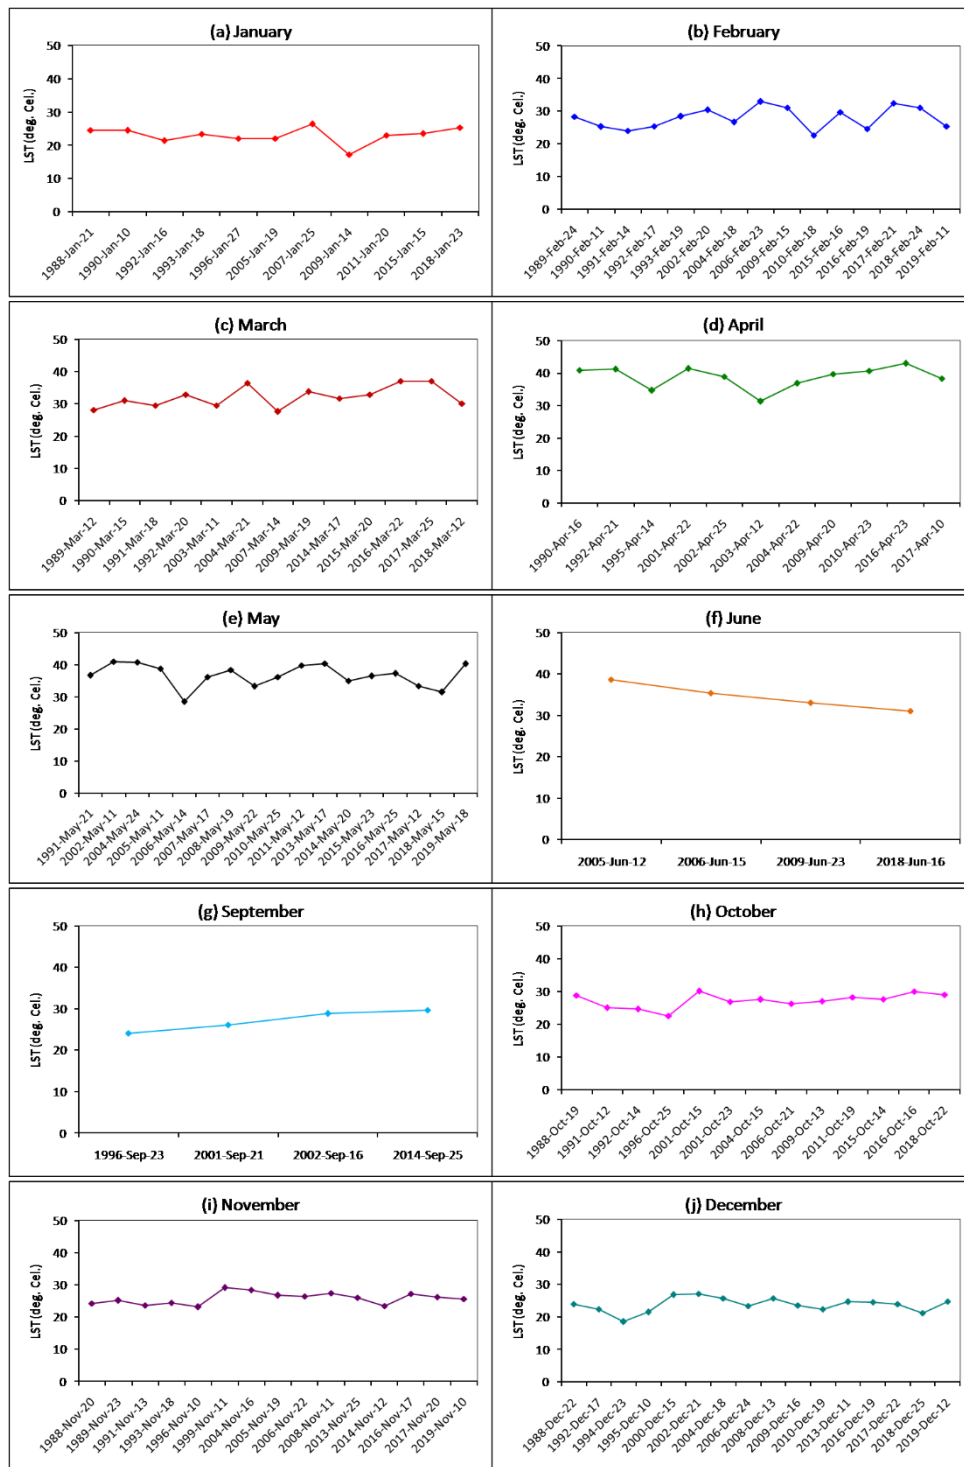 (a) January
LST (deg. Cel.)
50
40
30
20
10
0
1988-Jan-21
1990-Jan-10
1992-Jan-16
1993-Jan-18
1996-Jan-27
2005-Jan-19
2007-Jan-25
2009-Jan-14
2011-Jan-20
2015-Jan-15
2018-Jan-23
(b) February
LST (deg. Cel.)
50
40
30
20
10
0
1989-Feb-24
1990-Feb-11
1991-Feb-14
1992-Feb-17
1993-Feb-19
2002-Feb-20
2004-Feb-18
2006-Feb-23
2009-Feb-15
2010-Feb-18
2015-Feb-16
2016-Feb-19
2017-Feb-21
2018-Feb-24
2019-Feb-11
(c) March
LST (deg. Cel.)
50
40
30
20
10
0
1989-Mar-12
1990-Mar-15
1991-Mar-18
1992-Mar-20
2003-Mar-11
2004-Mar-21
2007-Mar-14
2009-Mar-19
2014-Mar-17
2015-Mar-20
2016-Mar-22
2017-Mar-25
2018-Mar-12
(d) April
LST (deg. Cel.)
50
40
30
20
10
0
1990-Apr-16
1992-Apr-21
1995-Apr-14
2001-Apr-22
2002-Apr-25
2003-Apr-12
2004-Apr-22
2009-Apr-20
2010-Apr-23
2016-Apr-23
2017-Apr-10
(e) May
LST (deg. Cel.)
50
40
30
20
10
0
1991-May-21
2002-May-11
2004-May-24
2005-May-11
2006-May-14
2007-May-17
2008-May-19
2009-May-22
2010-May-25
2011-May-12
2013-May-17
2014-May-20
2015-May-23
2016-May-25
2017-May-12
2018-May-15
2019-May-18
(f) June
LST (deg. Cel.)
50
40
30
20
10
0
2005-Jun-12
2006-Jun-15
2009-Jun-23
2018-Jun-16
(g) September
LST (deg. Cel.)
50
40
30
20
10
0
1996-Sep-23
2001-Sep-21
2002-Sep-16
2014-Sep-25
(h) October
LST (deg. Cel.)
50
40
30
20
10
0
1988-Oct-19
1991-Oct-12
1992-Oct-14
1996-Oct-25
2001-Oct-15
2001-Oct-23
2004-Oct-15
2006-Oct-21
2009-Oct-13
2011-Oct-19
2015-Oct-14
2016-Oct-16
2018-Oct-22
(i) November
LST (deg. Cel.)
50
40
30
20
10
0
1988-Nov-20
1989-Nov-23
1991-Nov-13
1993-Nov-18
1996-Nov-10
1999-Nov-11
2004-Nov-16
2005-Nov-19
2006-Nov-22
2008-Nov-11
2013-Nov-25
2014-Nov-12
2016-Nov-17
2017-Nov-20
2019-Nov-10
(j) December
LST (deg. Cel.)
50
40
30
20
10
0
1988-Dec-22
1992-Dec-17
1994-Dec-23
1995-Dec-10
2000-Dec-15
2002-Dec-21
2004-Dec-18
2006-Dec-24
2008-Dec-13
2009-Dec-16
2010-Dec-19
2013-Dec-11
2016-Dec-19
2017-Dec-22
2018-Dec-25
2019-Dec-12